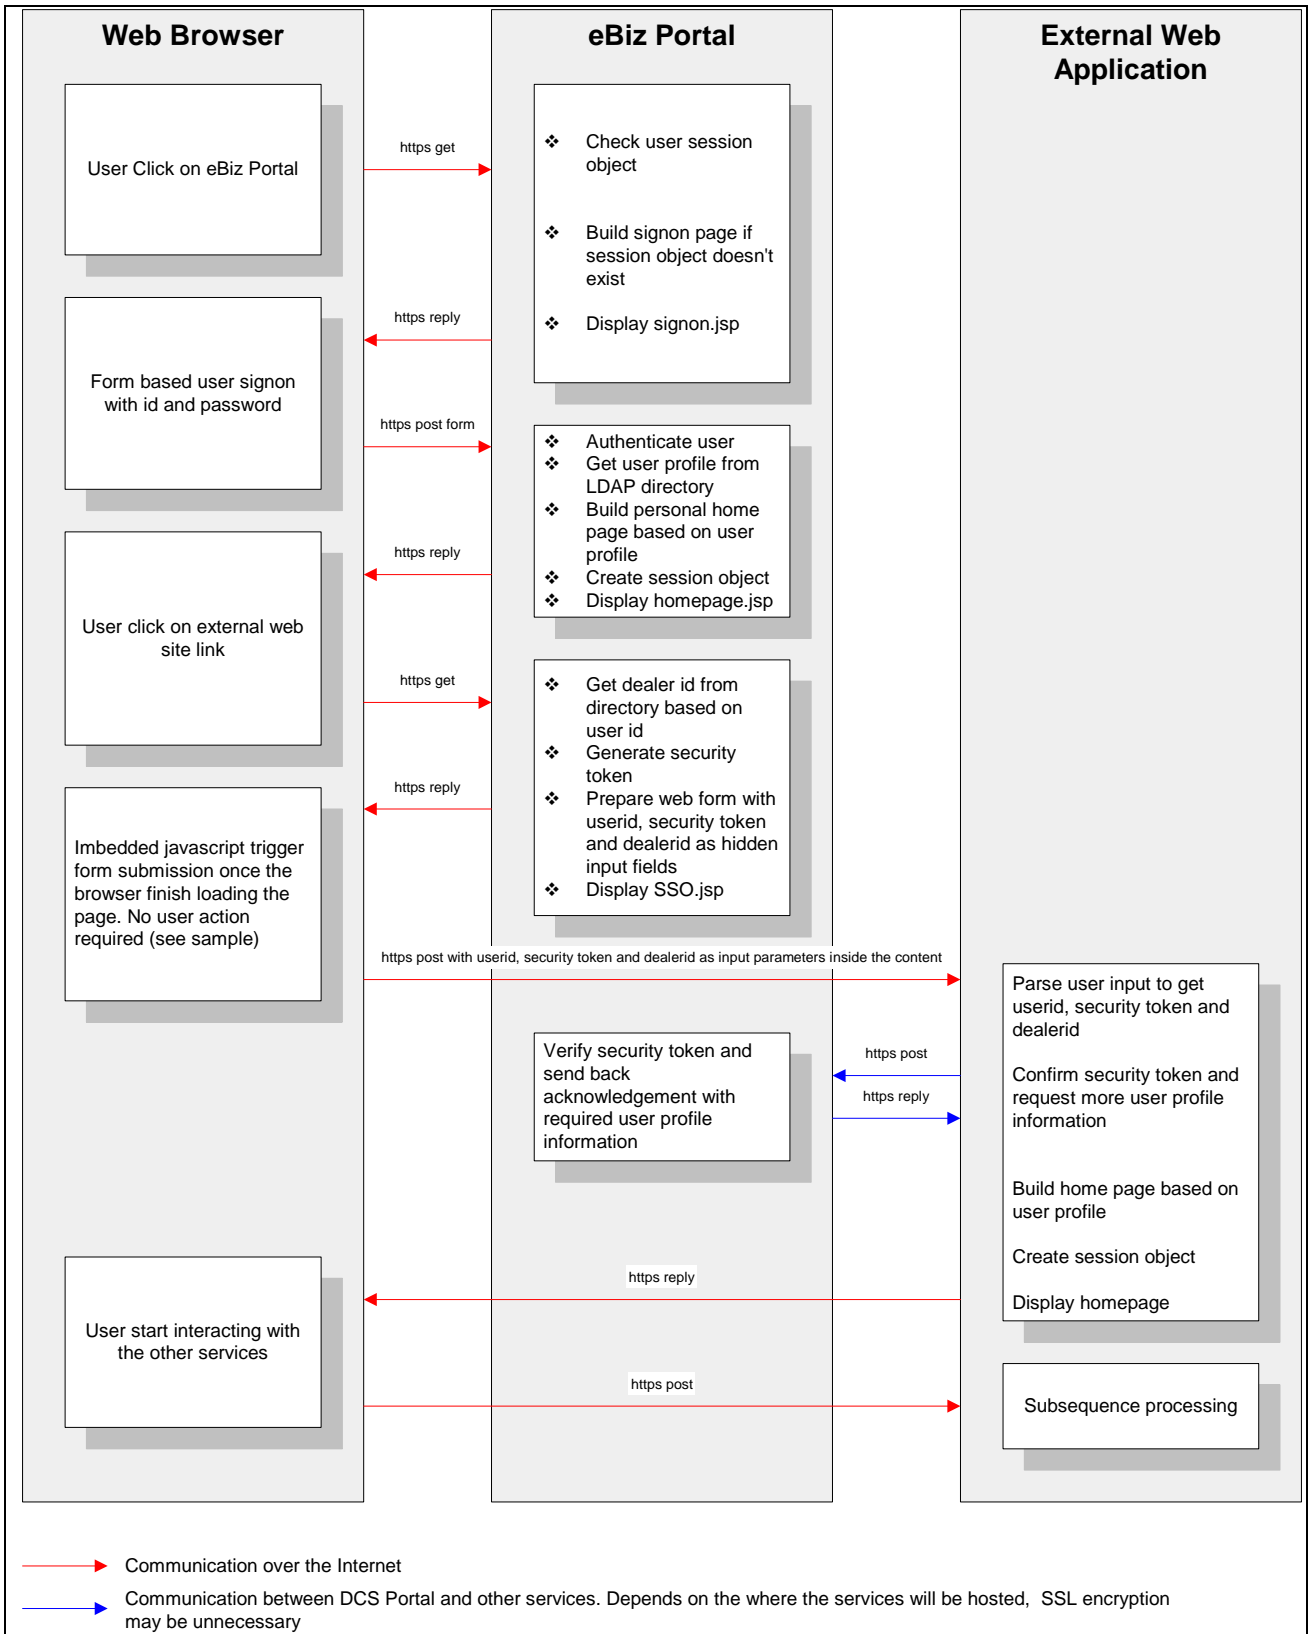 Web Browser
eBiz Portal
External Web
Application
User Click on eBiz Portal
https get
❖ Check user session
object
❖ Build signon page if
session object doesn't
exist
❖ Display signon.jsp
https reply
Form based user signon
with id and password
https post form
❖ Authenticate user
❖ Get user profile from
LDAP directory
❖ Build personal home
page based on user
profile
❖ Create session object
❖ Display homepage.jsp
https reply
User click on external web
site link
https get
❖ Get dealer id from
directory based on
user id
❖ Generate security
token
❖ Prepare web form with
userid, security token
and dealerid as hidden
input fields
❖ Display SSO.jsp
https reply
Imbedded javascript trigger
form submission once the
browser finish loading the
page. No user action
required (see sample)
https post with userid, security token and dealerid as input parameters inside the content
Parse user input to get
userid, security token and
dealerid
Confirm security token and
request more user profile
information
Build home page based on
user profile
Create session object
Display homepage
https post
https reply
Verify security token and
send back
acknowledgement with
required user profile
information
https reply
User start interacting with
the other services
https post
Subsequence processing
Communication over the Internet
Communication between DCS Portal and other services. Depends on the where the services will be hosted, SSL encryption
may be unnecessary